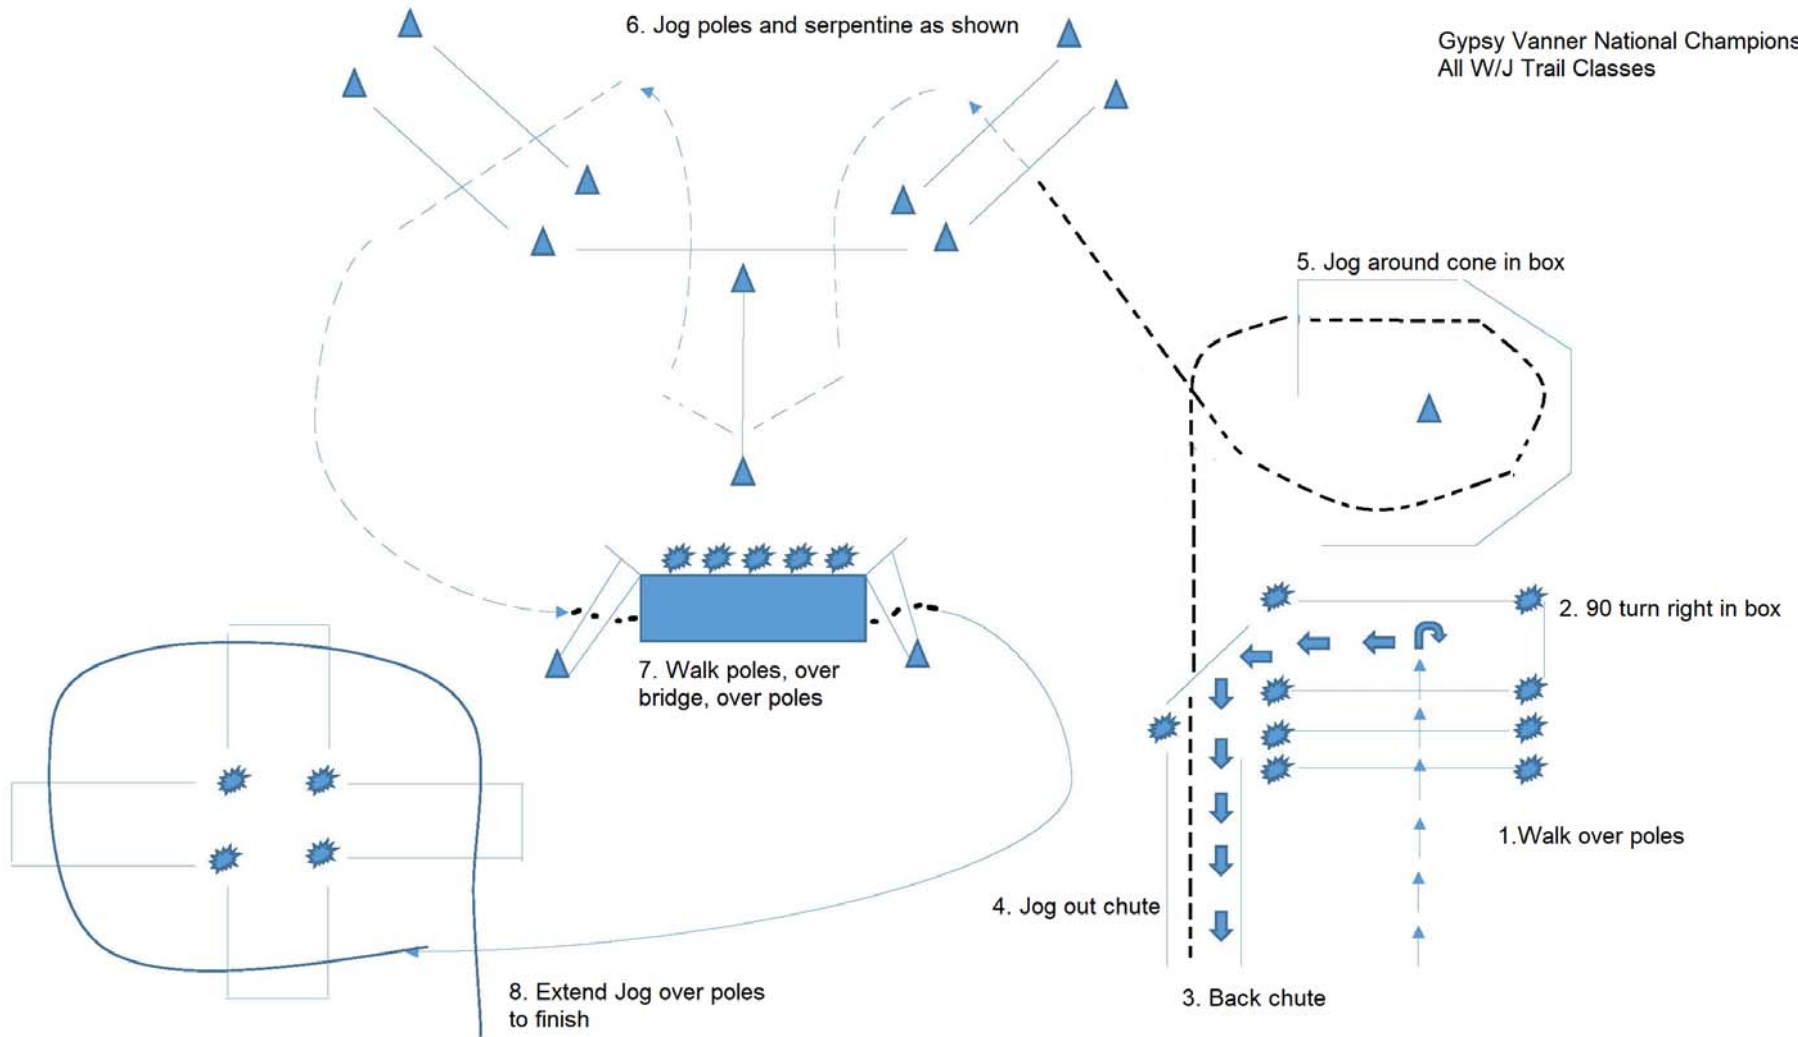 6. Jog poles and serpentine as shown
Gypsy Vanner National Champions
All W/J Trail Classes
5. Jog around cone in box
2. 90 turn right in box
7. Walk poles, over
bridge, over poles
1.Walk over poles
4. Jog out chute
8. Extend Jog over poles
to finish
3. Back chute